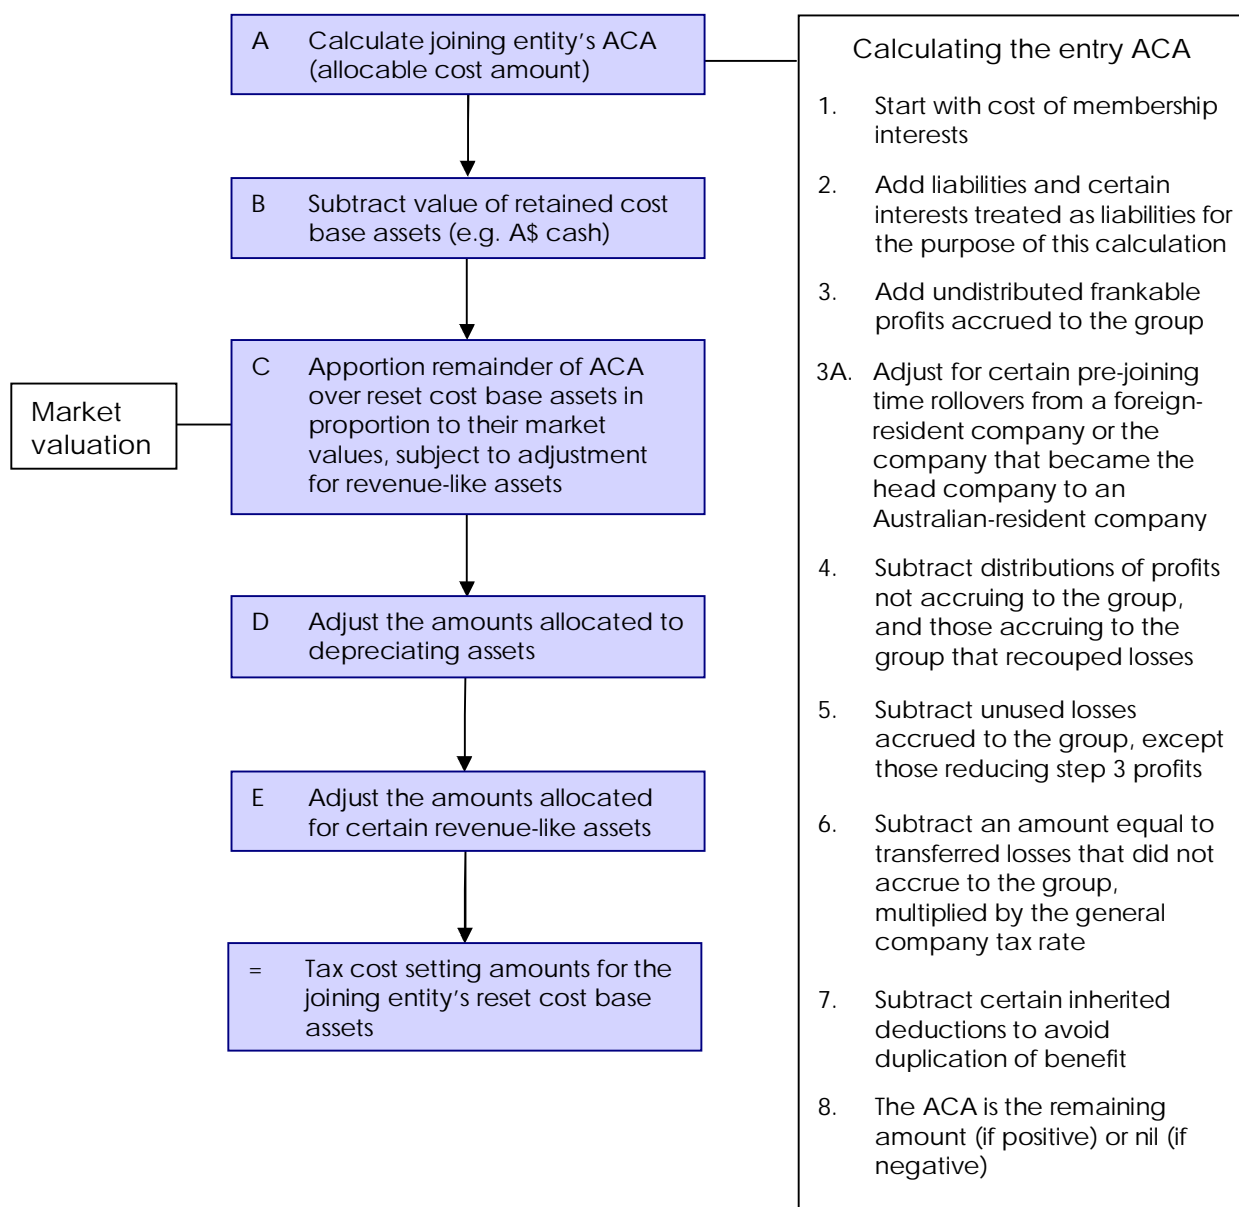 A Calculate joining entity's ACA
(allocable cost amount)
B Subtract value of retained cost
base assets (e.g. A$ cash)
Market
valuation
C Apportion remainder of ACA
over reset cost base assets in
proportion to their market
values, subject to adjustment
for revenue-like assets
D Adjust the amounts allocated to
depreciating assets
E Adjust the amounts allocated
for certain revenue-like assets
= Tax cost setting amounts for the
joining entity's reset cost base
assets
Calculating the entry ACA
1. Start with cost of membership
interests
2. Add liabilities and certain
interests treated as liabilities for
the purpose of this calculation
3. Add undistributed frankable
profits accrued to the group
3A. Adjust for certain pre-joining
time rollovers from a foreign-
resident company or the
company that became the
head company to an
Australian-resident company
4. Subtract distributions of profits
not accruing to the group,
and those accruing to the
group that recouped losses
5. Subtract unused losses
accrued to the group, except
those reducing step 3 profits
6. Subtract an amount equal to
transferred losses that did not
accrue to the group,
multiplied by the general
company tax rate
7. Subtract certain inherited
deductions to avoid
duplication of benefit
8. The ACA is the remaining
amount (if positive) or nil (if
negative)